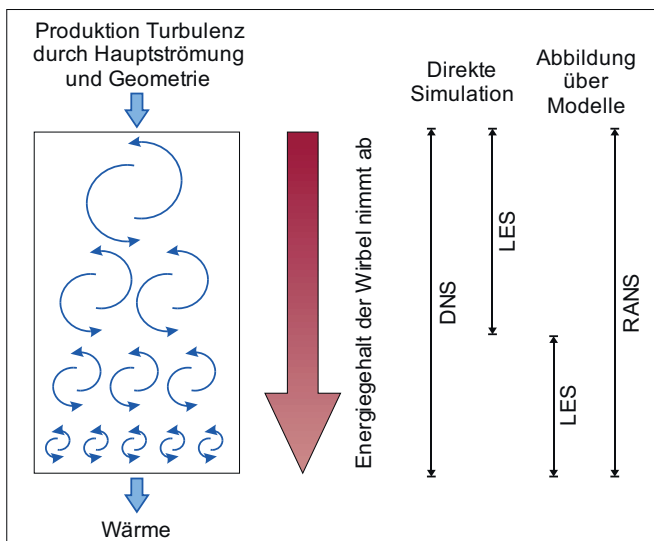 Produktion Turbulenz
durch Hauptströmung
und Geometrie
Wärme
Energiegehalt der Wirbel nimmt ab
Direkte
Simulation
DNS
LES
Abbildung
über
Modelle
LES
RANS